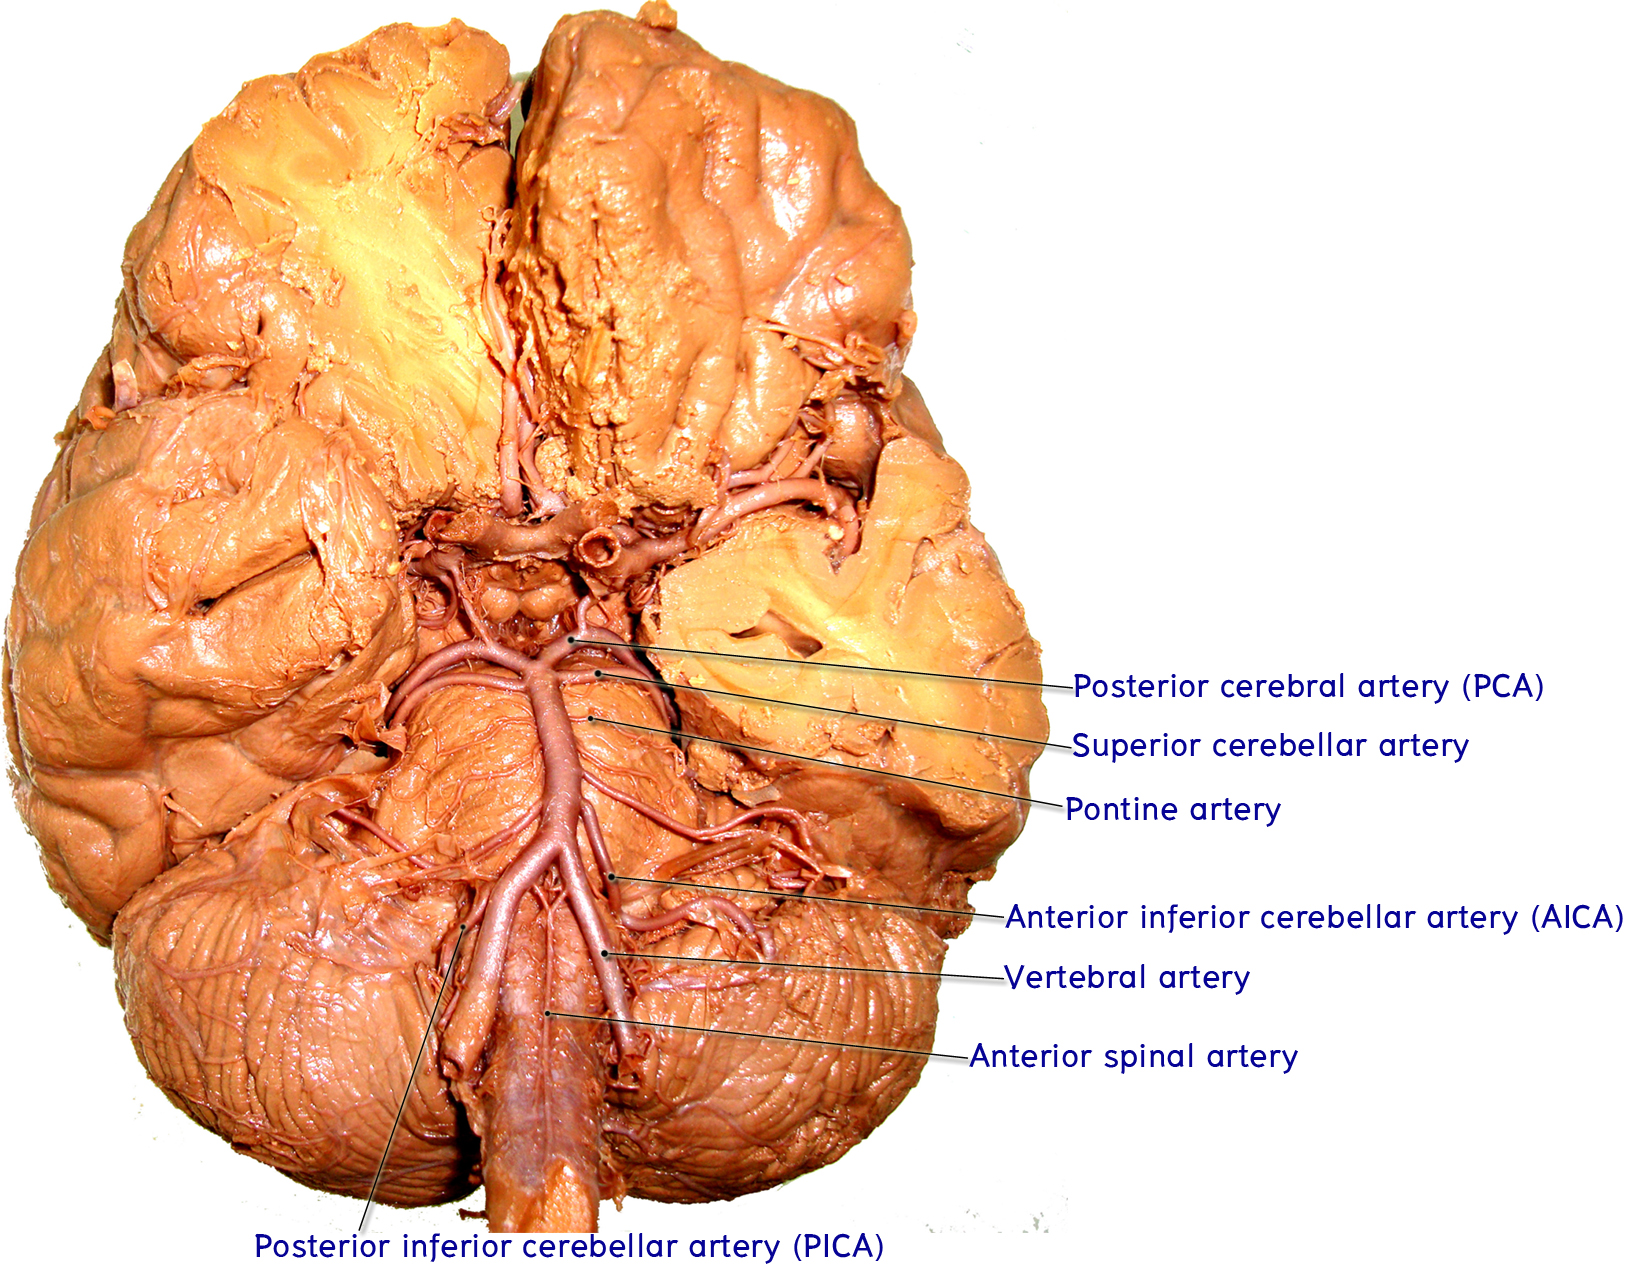 Posterior cerebral artery (PCA)
Superior cerebellar artery
Pontine artery
Anterior inferior cerebellar artery (AICA)
Vertebral artery
Anterior spinal artery
Posterior inferior cerebellar artery (PICA)